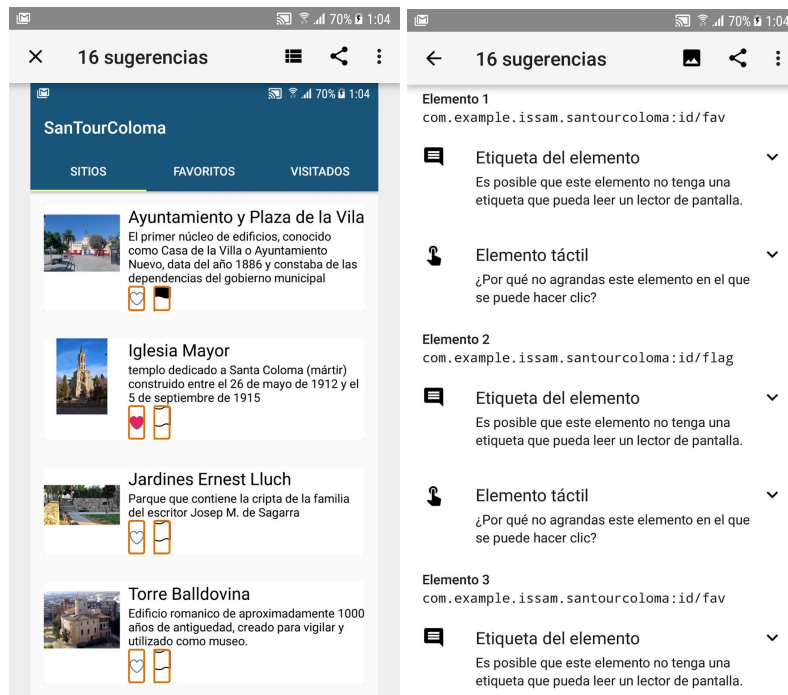 70% 1:04
16 sugerencias
70% 1:04
SanTourColoma
SITIOS FAVORITOS VISITADOS
Ayuntamiento y Plaza de la Vila
El primer núcleo de edificios, conocido
como Casa de la Villa o Ayuntamiento
Nuevo, data del año 1886 y constaba de las
dependencias del gobierno municipal
Iglesia Mayor
templo dedicado a Santa Coloma (mártir)
construido entre el 26 de mayo de 1912 y el
5 de septiembre de 1915
Jardines Ernest Lluch
Parque que contiene la cripta de la familia
del escritor Josep M. de Sagarra
Torre Balldovina
Edificio romanico de aproximadamente 1000
años de antiguedad, creado para vigilar y
utilizado como museo.
70% 1:04
16 sugerencias
Elemento 1
com.example.issam.santourcoloma:id/fav
Etiqueta del elemento
Es posible que este elemento no tenga una
etiqueta que pueda leer un lector de pantalla.
Elemento táctil
¿Por qué no agrandas este elemento en el que
se puede hacer clic?
Elemento 2
com.example.issam.santourcoloma:id/flag
Etiqueta del elemento
Es posible que este elemento no tenga una
etiqueta que pueda leer un lector de pantalla.
Elemento táctil
¿Por qué no agrandas este elemento en el que
se puede hacer clic?
Elemento 3
com.example.issam.santourcoloma:id/fav
Etiqueta del elemento
Es posible que este elemento no tenga una
etiqueta que pueda leer un lector de pantalla.